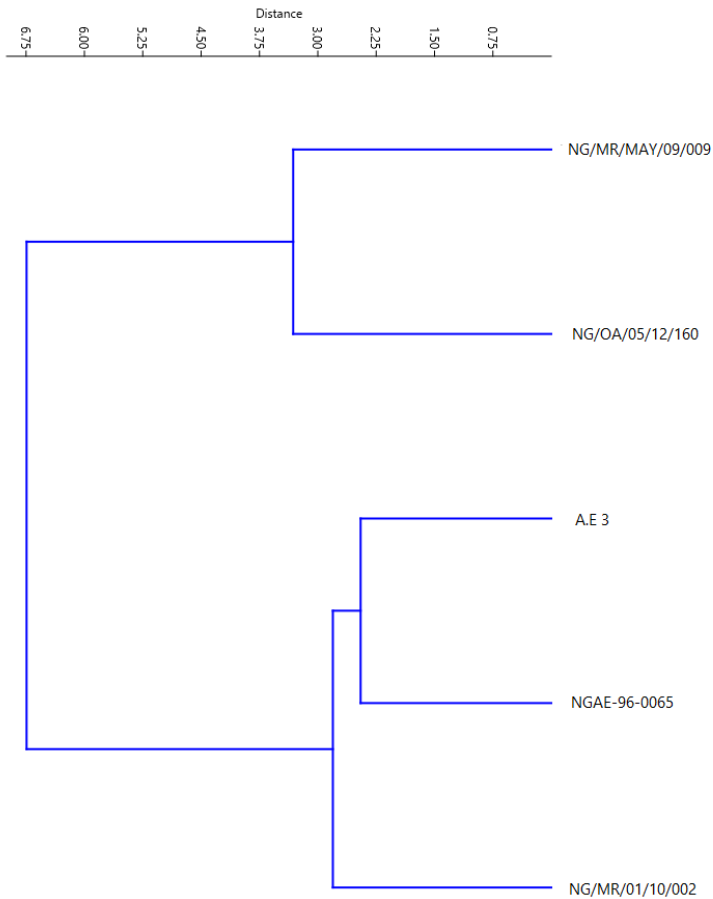 Distance
6.75 6.00 5.25 4.50 3.75 3.00 2.25 1.50 0.75
NG/MR/MAY/09/009
NG/OA/05/12/160
A.E 3
NGAE-96-0065
NG/MR/01/10/002